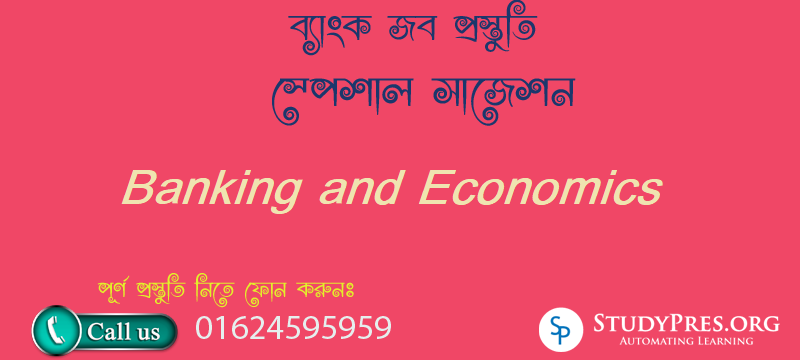 ব্যাংক জব প্রস্তুতি
স্পেশাল সাজেশন
Banking and Economics
পূর্ণ প্রস্তুতি নিতে ফোন করুনঃ
Call us 01624595959
SP STUDYPRES.ORG
AUTOMATING LEARNING